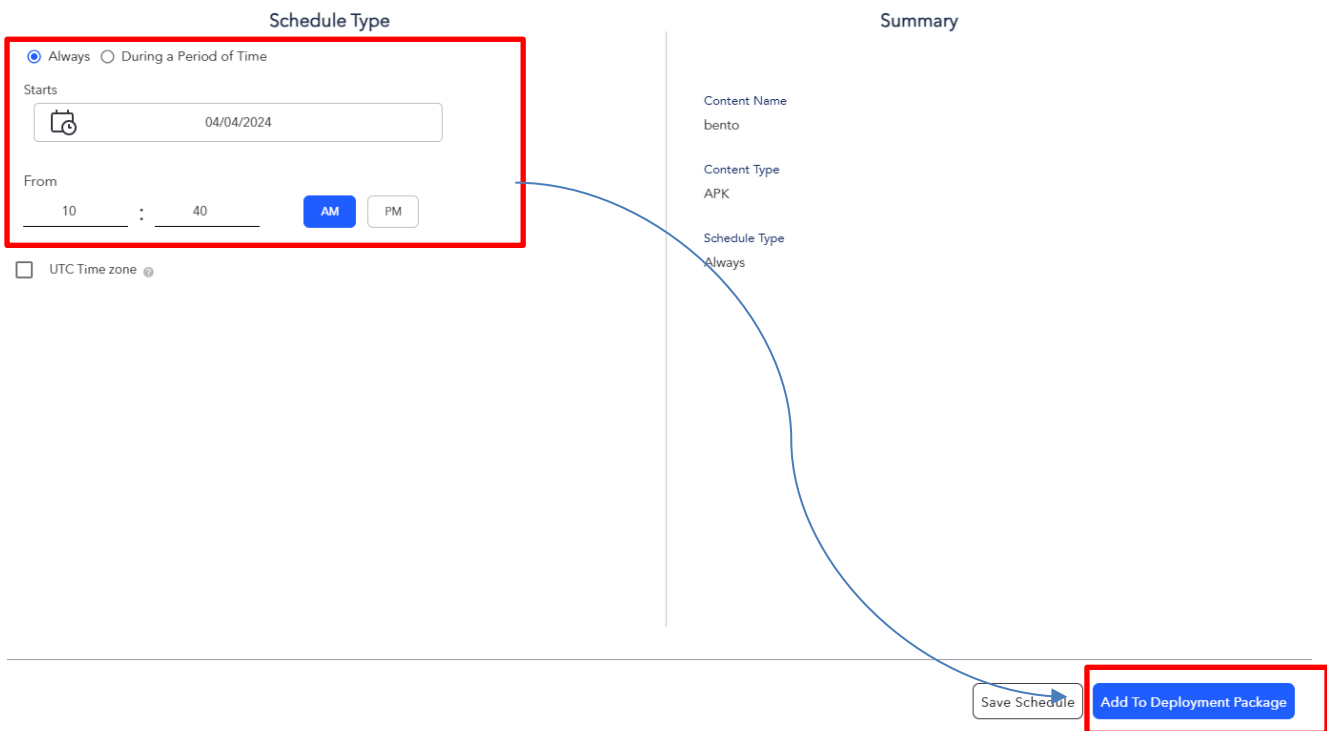 Schedule Type
Always During a Period of Time
Starts
04/04/2024
From
10 : 40 AM PM
UTC Time zone ?
Summary
Content Name
bento
Content Type
APK
Schedule Type
Always
Save Schedule Add To Deployment Package